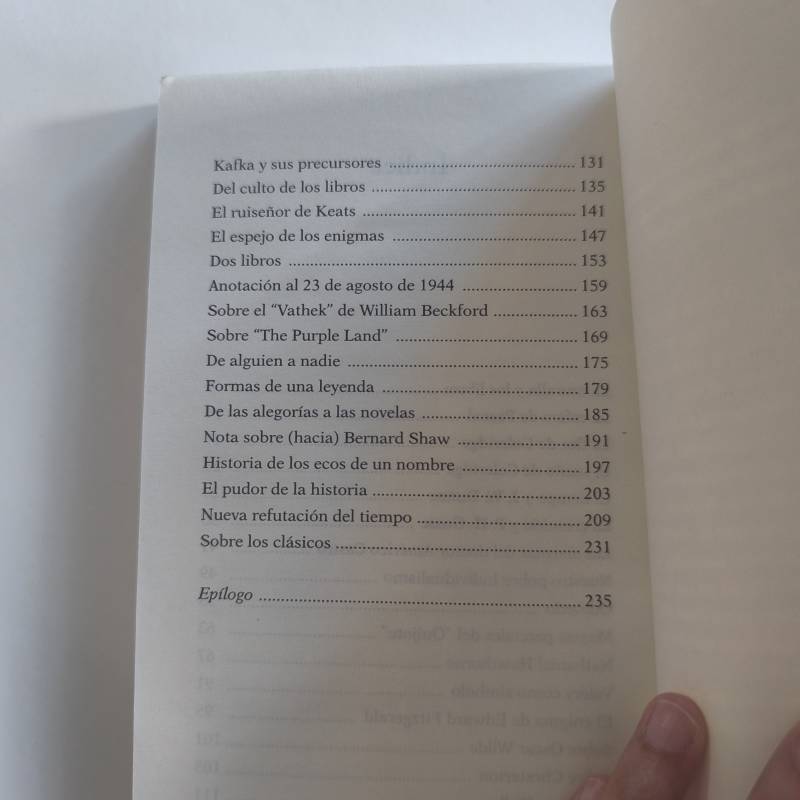 Kafka y sus precursores ........................................ 131
Del culto de los libros ............................................ 135
El ruiseñor de Keats .............................................. 141
El espejo de los enigmas ........................................ 147
Dos libros .............................................................. 153
Anotación al 23 de agosto de 1944 ......................... 159
Sobre el “Vathek” de William Beckford .................. 163
Sobre “The Purple Land” ....................................... 169
De alguien a nadie .................................................. 175
Formas de una leyenda .......................................... 179
De las alegorías a las novelas .................................. 185
Nota sobre (hacia) Bernard Shaw ........................... 191
Historia de los ecos de un nombre ......................... 197
El pudor de la historia ............................................. 203
Nueva refutación del tiempo ................................... 209
Sobre los clásicos ..................................................... 231
Epílogo ..................................................................... 235